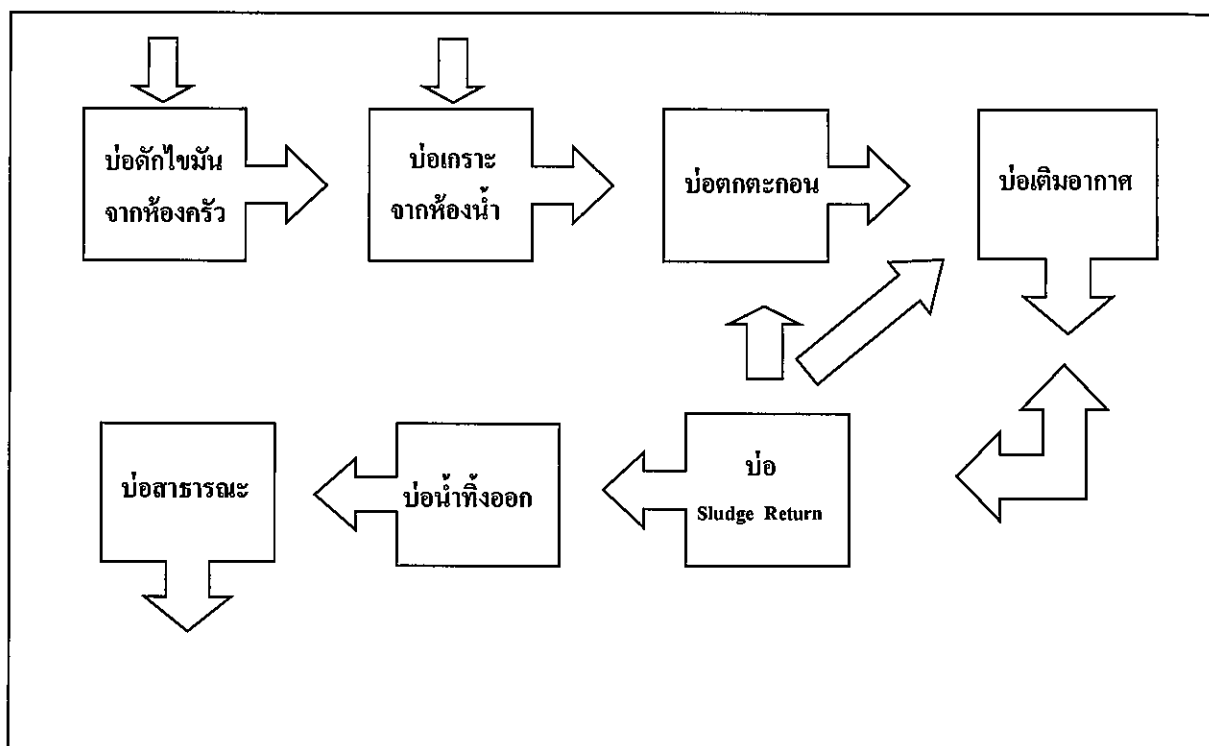 บ่อดักไขมัน
จากห้องครัว
บ่อเกราะ
จากห้องน้ำ
บ่อตกตะกอน
บ่อเติมอากาศ
บ่อสาธารณะ
บ่อน้ำทิ้งออก
บ่อ
Sludge Return